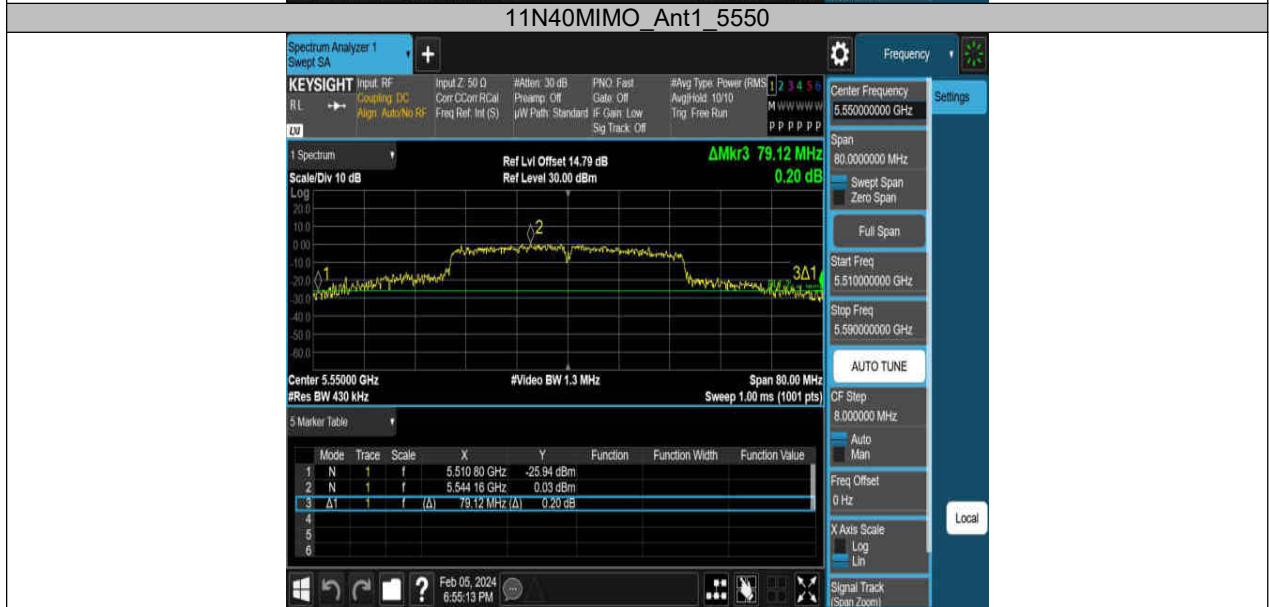 11N40MIMO_Ant1_5550
Spectrum Analyzer 1
Swept SA
+
Frequency
KEYSIGHT
RL
LXI
Input: RF
Coupling: DC
Align: Auto/No RF
Input Z: 50 Ω
Corr CCorr RCal
Freq Ref: Int (S)
#Atten: 30 dB
Preamp: Off
µW Path: Standard
PNO: Fast
Gate: Off
IF Gain: Low
Sig Track: Off
#Avg Type: Power (RMS
Avg|Hold: 10/10
Trig: Free Run
1 2 3 4 5 6
M W W W W W
P P P P P P
Center Frequency
5.550000000 GHz
Settings
Span
80.0000000 MHz
Swept Span
Zero Span
Full Span
Start Freq
5.510000000 GHz
Stop Freq
5.590000000 GHz
AUTO TUNE
CF Step
8.000000 MHz
Auto
Man
Freq Offset
0 Hz
X Axis Scale
Log
Lin
Signal Track
(Span Zoom)
Local
1 Spectrum
Scale/Div 10 dB
Ref Lvl Offset 14.79 dB
Ref Level 30.00 dBm
ΔMkr3 79.12 MHz
0.20 dB
Log
20.0
10.0
0.00
-10.0
-20.0
-30.0
-40.0
-50.0
-60.0
1
2
3Δ1
Center 5.55000 GHz
#Video BW 1.3 MHz
Span 80.00 MHz
#Res BW 430 kHz
Sweep 1.00 ms (1001 pts)
5 Marker Table
Mode Trace Scale X Y Function Function Width Function Value
1 N 1 f 5.510 80 GHz -25.94 dBm
2 N 1 f 5.544 16 GHz 0.03 dBm
3 Δ1 1 f (Δ) 79.12 MHz (Δ) 0.20 dB
4
5
6
?
Feb 05, 2024
6:55:13 PM